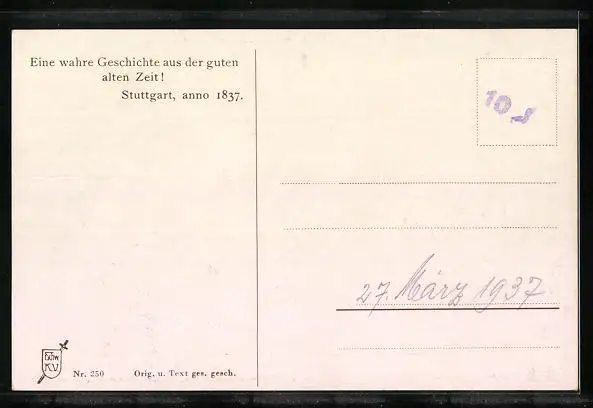 Eine wahre Geschichte aus der guten
alten Zeit!
Stuttgart, anno 1837.
10
27. März 1937
Schw
K.V.
Nr. 250 Orig. u. Text ges. gesch.